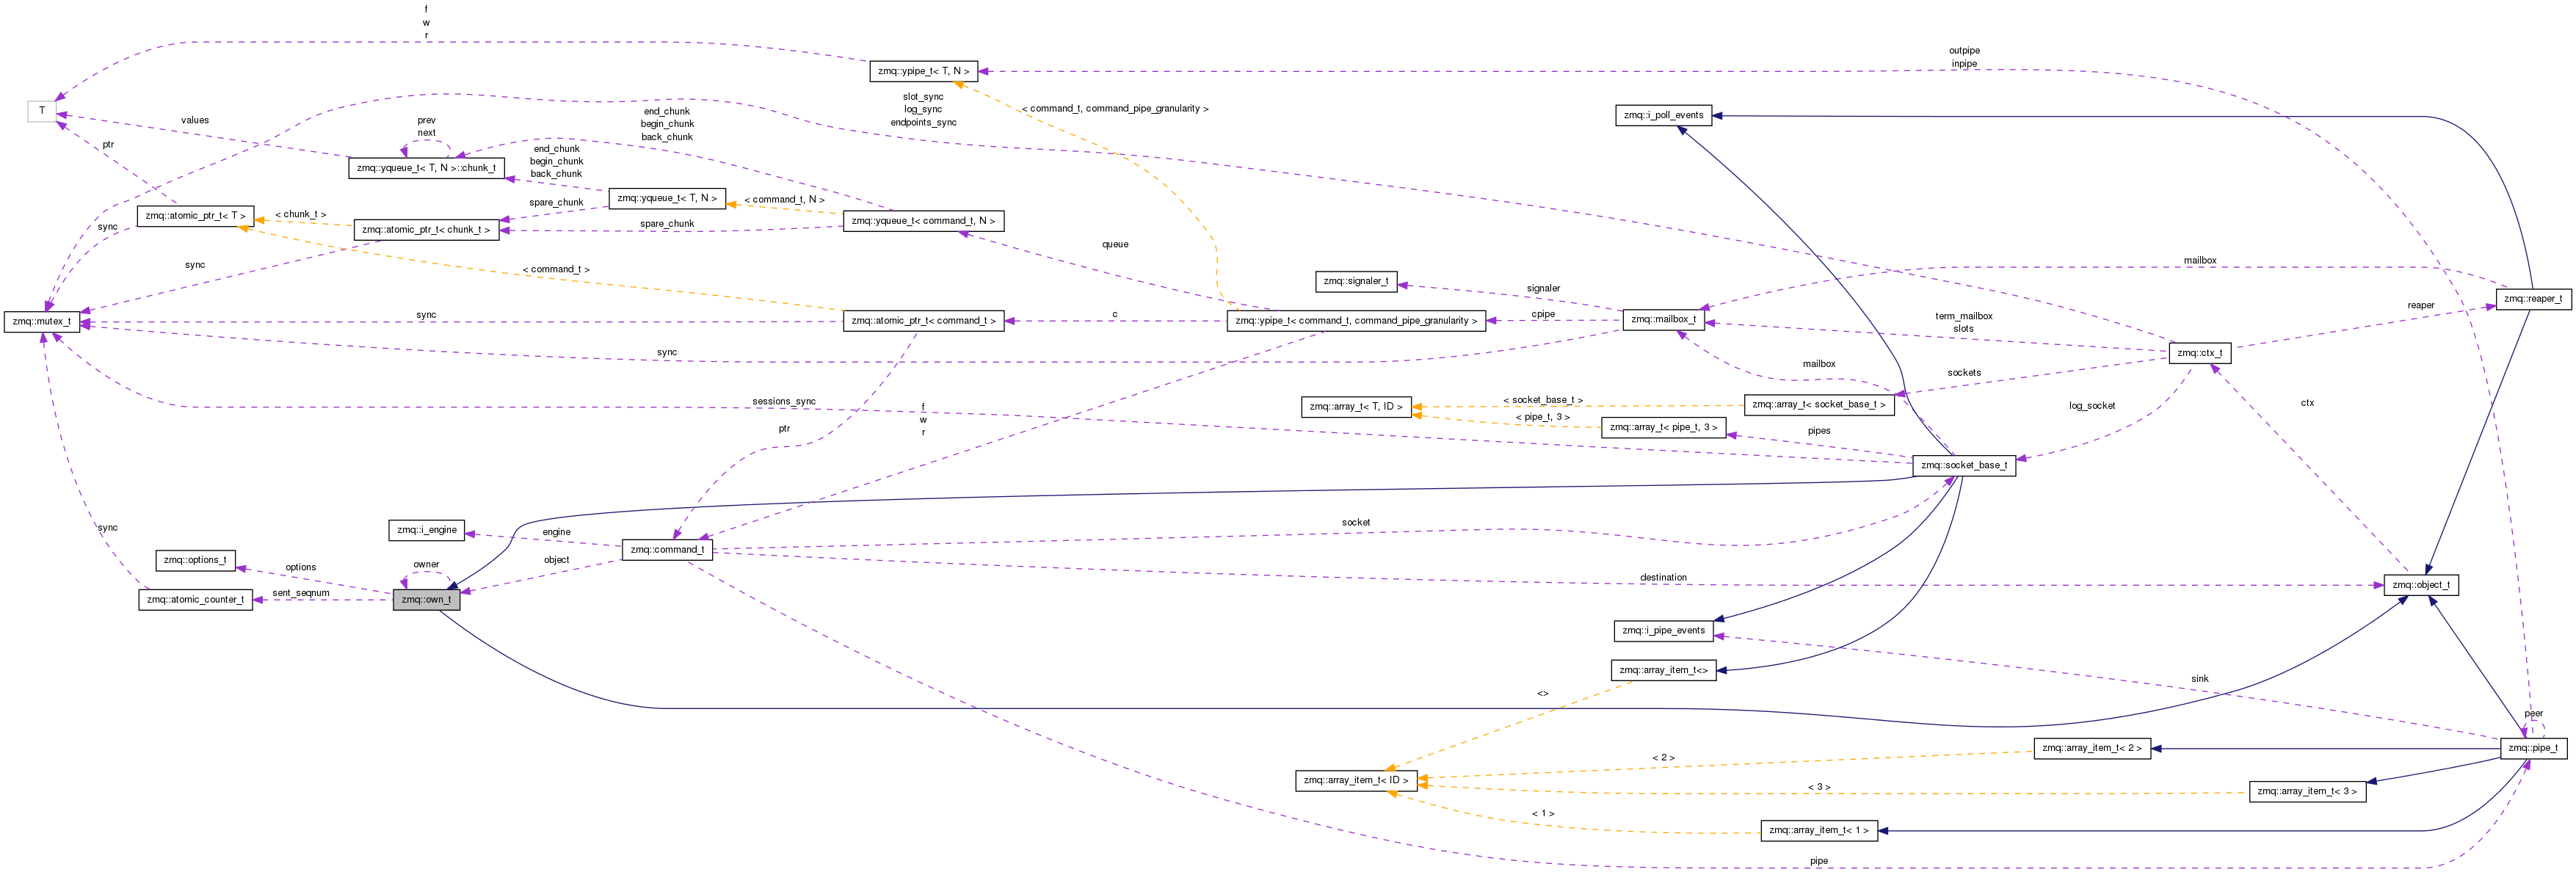 f
w
r
outpipe
inpipe
zmq::ypipe_t< T, N >
slot_sync
log_sync
endpoints_sync
< command_t, command_pipe_granularity >
T
zmq::i_poll_events
values
prev
next
end_chunk
begin_chunk
back_chunk
ptr
zmq::yqueue_t< T, N >::chunk_t
end_chunk
begin_chunk
back_chunk
zmq::yqueue_t< T, N >
< command_t, N >
spare_chunk
zmq::atomic_ptr_t< T >
< chunk_t >
zmq::yqueue_t< command_t, N >
sync
zmq::atomic_ptr_t< chunk_t >
spare_chunk
queue
sync
< command_t >
mailbox
zmq::signaler_t
signaler
zmq::reaper_t
reaper
zmq::mutex_t
sync
zmq::atomic_ptr_t< command_t >
c
zmq::ypipe_t< command_t, command_pipe_granularity >
cpipe
zmq::mailbox_t
term_mailbox
slots
sync
zmq::ctx_t
mailbox
sockets
sessions_sync
zmq::array_t< T, ID >
< socket_base_t >
zmq::array_t< socket_base_t >
log_socket
ctx
f
w
r
ptr
< pipe_t, 3 >
zmq::array_t< pipe_t, 3 >
pipes
zmq::socket_base_t
sync
zmq::i_engine
engine
zmq::command_t
socket
zmq::options_t
options
owner
object
destination
zmq::object_t
zmq::atomic_counter_t
sent_seqnum
zmq::own_t
zmq::i_pipe_events
zmq::array_item_t<>
sink
<>
peer
zmq::array_item_t< 2 >
zmq::pipe_t
< 2 >
zmq::array_item_t< ID >
< 3 >
zmq::array_item_t< 3 >
< 1 >
zmq::array_item_t< 1 >
pipe